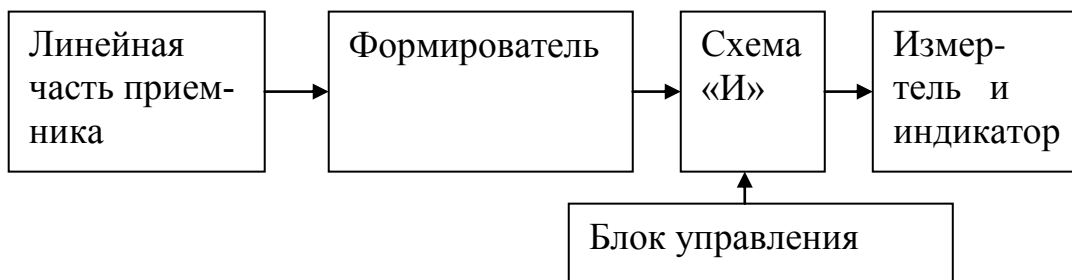 Линейная
часть прием-
ника
Формирователь
Схема
«И»
Измер-
тель и
индикатор
Блок управления